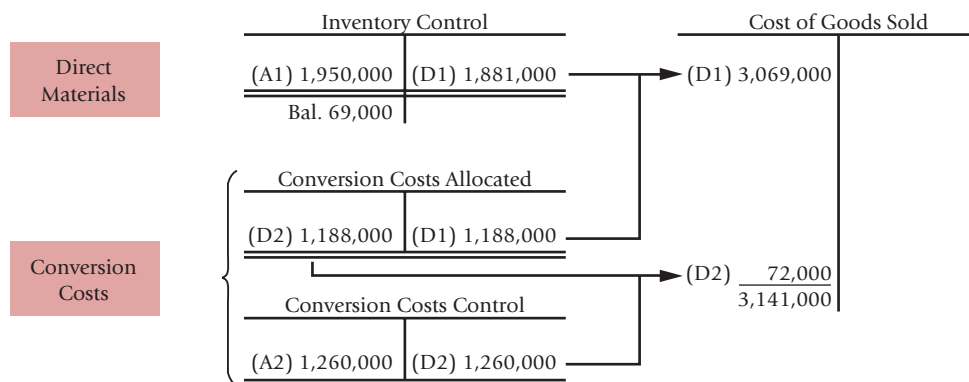 Inventory Control
Cost of Goods Sold
Direct
Materials
(A1) 1,950,000
(D1) 1,881,000
(D1) 3,069,000
Bal. 69,000
Conversion Costs Allocated
(D2) 1,188,000
(D1) 1,188,000
Conversion
Costs
(D2) 72,000
3,141,000
Conversion Costs Control
(A2) 1,260,000
(D2) 1,260,000